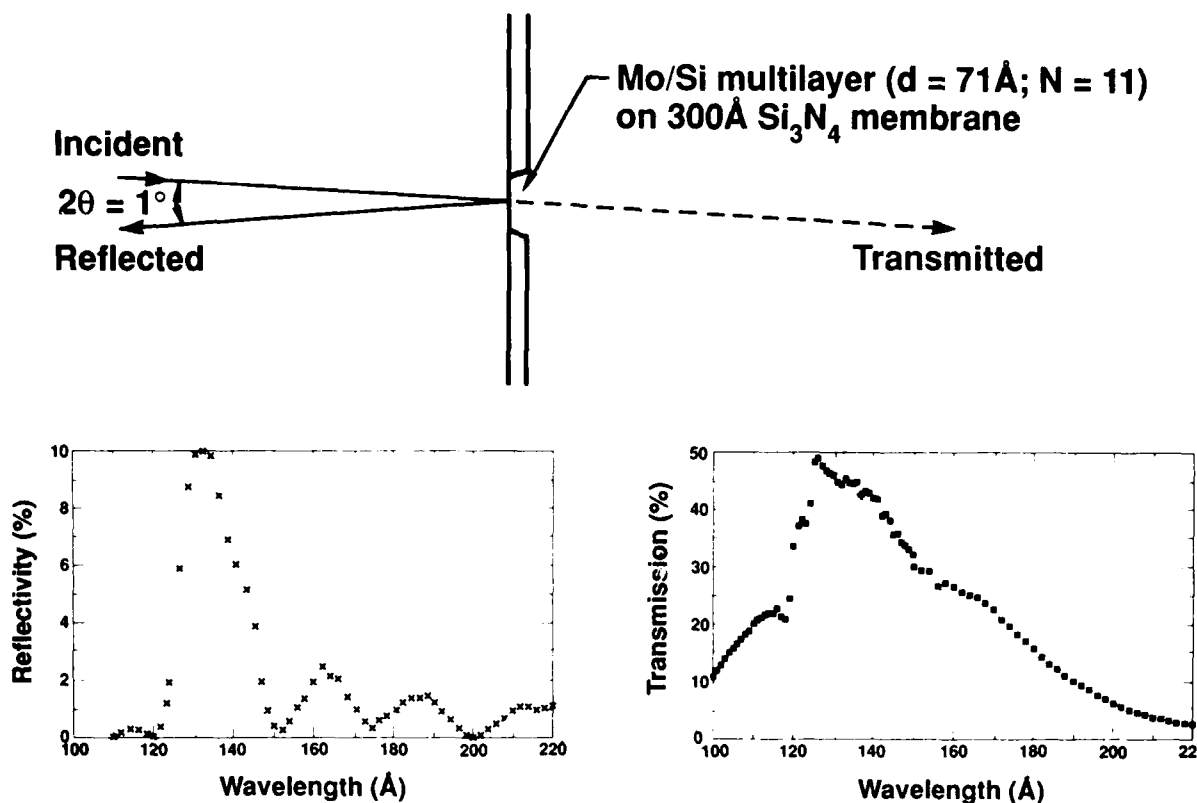 Mo/Si multilayer (d = 71Å; N = 11)
on 300Å Si₃N₄ membrane
Incident
2θ = 1°
Reflected
Transmitted
10
8
6
4
2
0
Reflectivity (%)
100 120 140 160 180 200 220
Wavelength (Å)
50
40
30
20
10
0
Transmission (%)
100 120 140 160 180 200 220
Wavelength (Å)